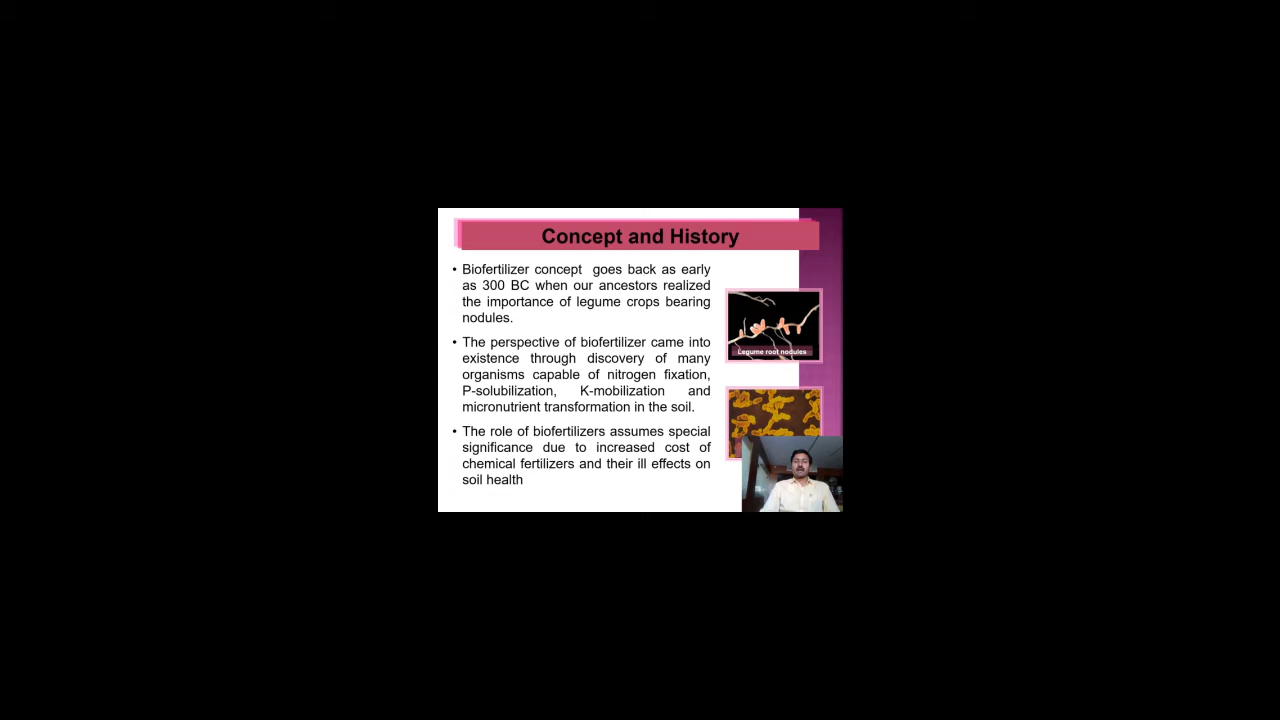 Concept and History
• Biofertilizer concept goes back as early
as 300 BC when our ancestors realized
the importance of legume crops bearing
nodules.
• The perspective of biofertilizer came into
existence through discovery of many
organisms capable of nitrogen fixation,
P-solubilization, K-mobilization and
micronutrient transformation in the soil.
• The role of biofertilizers assumes special
significance due to increased cost of
chemical fertilizers and their ill effects on
soil health
Legume root nodules